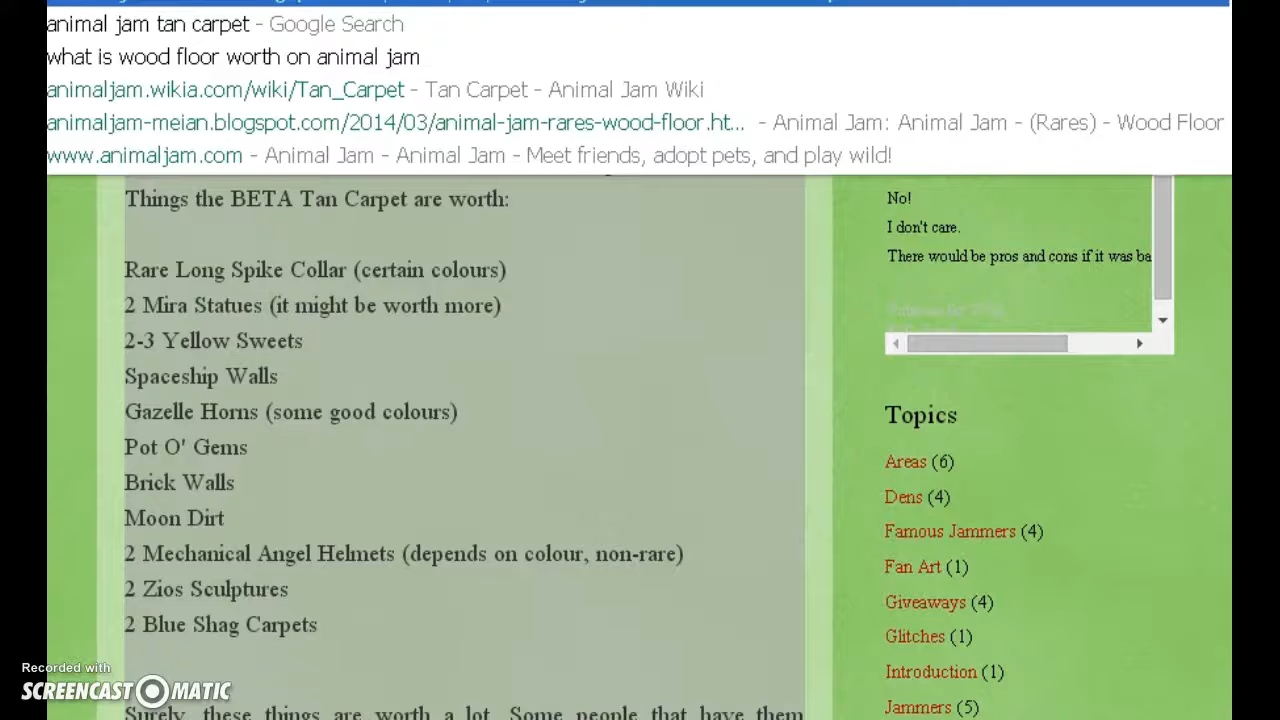 animal jam tan carpet - Google Search
what is wood floor worth on animal jam
animaljam.wikia.com/wiki/Tan_Carpet - Tan Carpet - Animal Jam Wiki
animaljam-meian.blogspot.com/2014/03/animal-jam-rares-wood-floor.ht... - Animal Jam: Animal Jam - (Rares) - Wood Floor
www.animaljam.com - Animal Jam - Animal Jam - Meet friends, adopt pets, and play wild!
Things the BETA Tan Carpet are worth:
Rare Long Spike Collar (certain colours)
2 Mira Statues (it might be worth more)
2-3 Yellow Sweets
Spaceship Walls
Gazelle Horns (some good colours)
Pot O' Gems
Brick Walls
Moon Dirt
2 Mechanical Angel Helmets (depends on colour, non-rare)
2 Zios Sculptures
2 Blue Shag Carpets
Surely, these things are worth a lot. Some people that have them
No!
I don't care.
There would be pros and cons if it was ba
Topics
Areas (6)
Dens (4)
Famous Jammers (4)
Fan Art (1)
Giveaways (4)
Glitches (1)
Introduction (1)
Jammers (5)
Recorded with
SCREENCAST MATIC